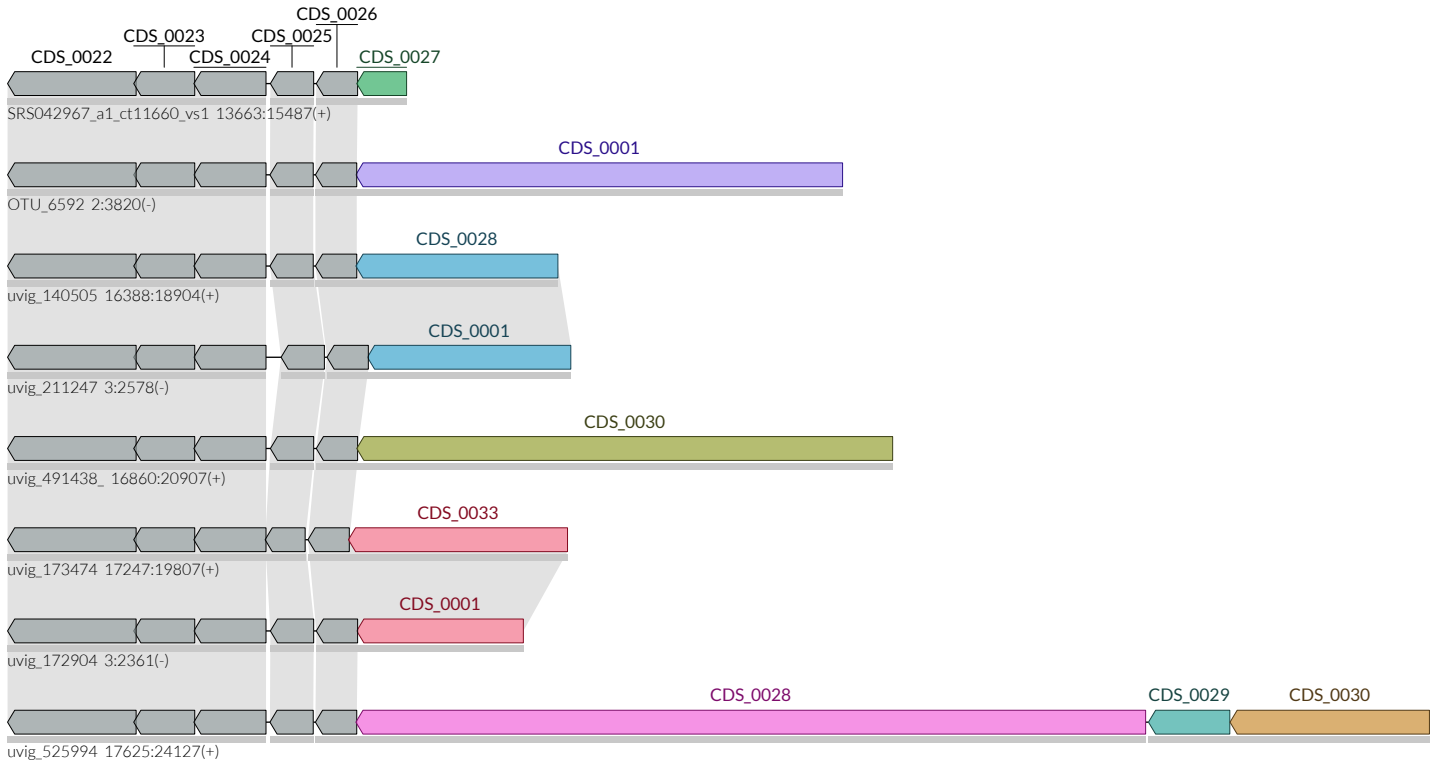 CDS_0026
CDS_0023 CDS_0025
CDS_0022 CDS_0024 CDS_0027
SRS042967_a1_ct11660_vs1 13663:15487(+)
CDS_0001
OTU_6592 2:3820(-)
CDS_0028
uvig_140505 16388:18904(+)
CDS_0001
uvig_211247 3:2578(-)
CDS_0030
uvig_491438_ 16860:20907(+)
CDS_0033
uvig_173474 17247:19807(+)
CDS_0001
uvig_172904 3:2361(-)
CDS_0028 CDS_0029 CDS_0030
uvig_525994 17625:24127(+)